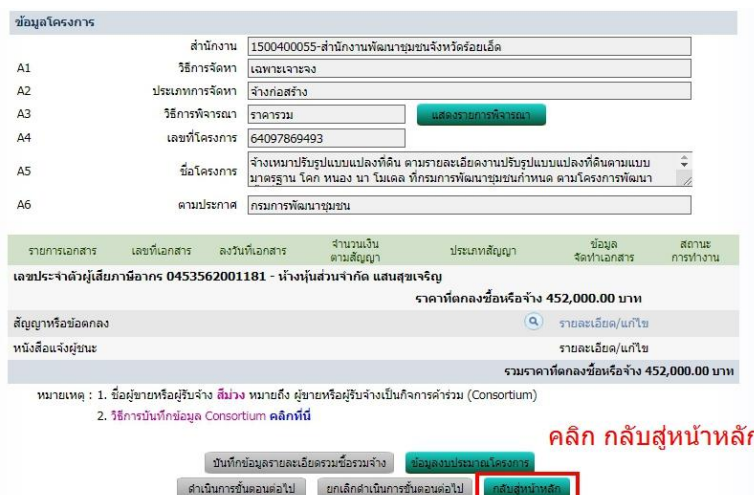 ข้อมูลโครงการ
สำนักงาน 1500400055-สำนักงานพัฒนาชุมชนจังหวัดร้อยเอ็ด
A1 วิธีการจัดหา เฉพาะเจาะจง
A2 ประเภทการจัดหา จ้างก่อสร้าง
A3 วิธีการพิจารณา ราคารวม แสดงรายการพิจารณา
A4 เลขที่โครงการ 64097869493
A5 ชื่อโครงการ จ้างเหมาปรับรูปแบบแปลงที่ดิน ตามรายละเอียดงานปรับรูปแบบแปลงที่ดินตามแบบ
มาตรฐาน โคก หนอง นา โมเดล ที่กรมการพัฒนาชุมชนกำหนด ตามโครงการพัฒนา
A6 ตามประกาศ กรมการพัฒนาชุมชน
รายการเอกสาร เลขที่เอกสาร ลงวันที่เอกสาร จำนวนเงิน ตามสัญญา ประเภทสัญญา ข้อมูล จัดทำเอกสาร สถานะ การทำงาน
เลขประจำตัวผู้เสียภาษีอากร 0453562001181 - ห้างหุ้นส่วนจำกัด แสนสุขเจริญ
ราคาที่ตกลงซื้อหรือจ้าง 452,000.00 บาท
สัญญาหรือข้อตกลง รายละเอียด/แก้ไข
หนังสือแจ้งผู้ชนะ รายละเอียด/แก้ไข
รวมราคาที่ตกลงซื้อหรือจ้าง 452,000.00 บาท
หมายเหตุ : 1. ชื่อผู้ขายหรือผู้รับจ้าง สีม่วง หมายถึง ผู้ขายหรือผู้รับจ้างเป็นกิจการค้าร่วม (Consortium)
2. วิธีการบันทึกข้อมูล Consortium คลิกที่นี่
คลิก กลับสู่หน้าหลัก
บันทึกข้อมูลรายละเอียดรวมซื้อรวมจ้าง ข้อมูลงบประมาณโครงการ
ดำเนินการขั้นตอนต่อไป ยกเลิกดำเนินการขั้นตอนต่อไป กลับสู่หน้าหลัก